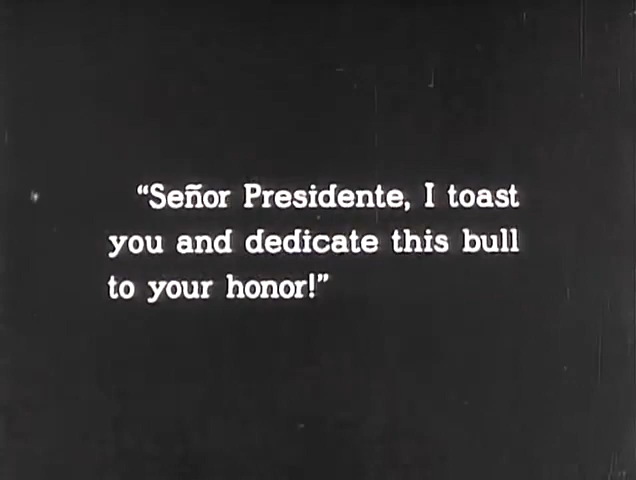 “Señor Presidente, I toast
you and dedicate this bull
to your honor!”